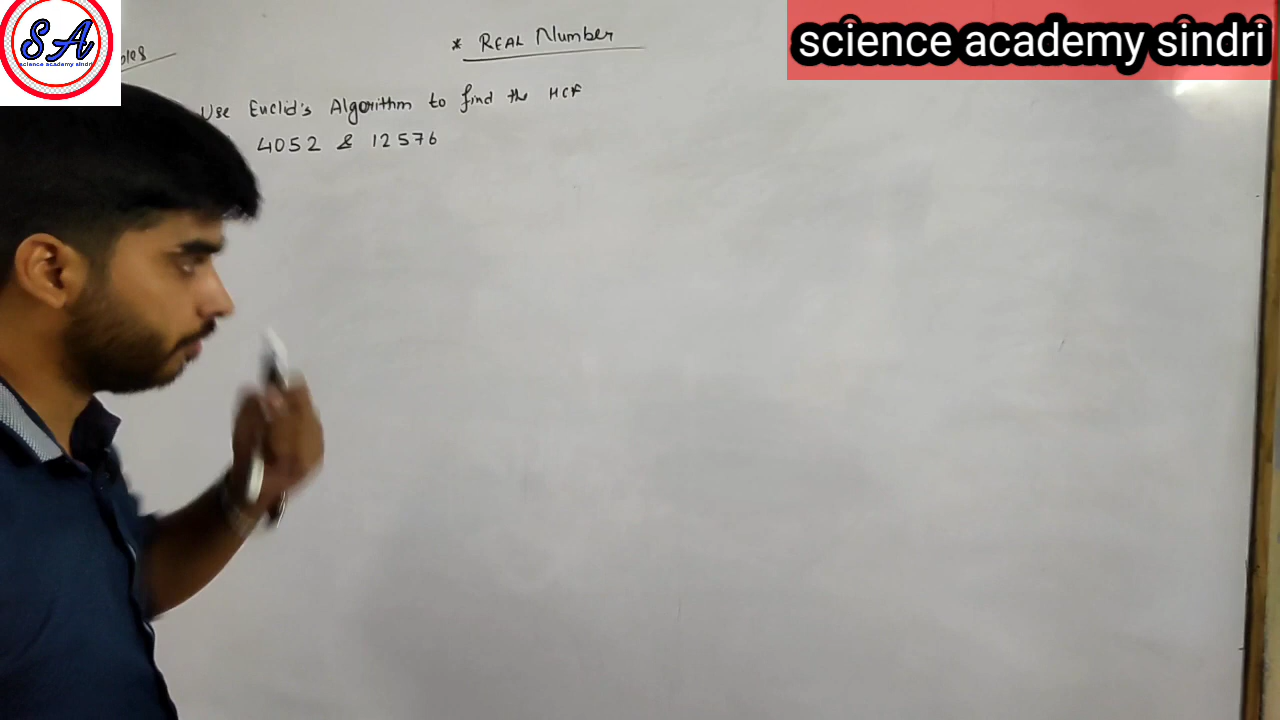 SA
science academy sindri
science academy sindri
* REAL Number
Use Euclid's Algorithm to find the HCF
4052 & 12576